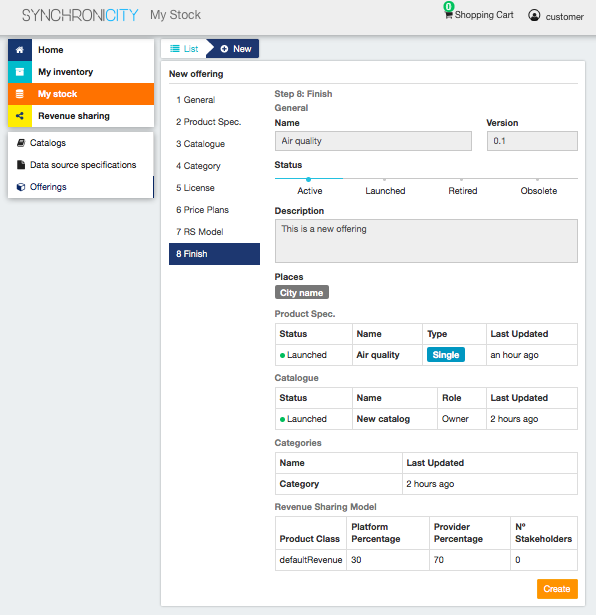 SYNCHRONICITY My Stock
0
Shopping Cart customer
Home
My inventory
My stock
Revenue sharing
Catalogs
Data source specifications
Offerings
List New
New offering
1 General
2 Product Spec.
3 Catalogue
4 Category
5 License
6 Price Plans
7 RS Model
8 Finish
Step 8: Finish
General
Name Version
Air quality 0.1
Status
Active Launched Retired Obsolete
Description
This is a new offering
Places
City name
Product Spec.
Status Name Type Last Updated
Launched Air quality Single an hour ago
Catalogue
Status Name Role Last Updated
Launched New catalog Owner 2 hours ago
Categories
Name Last Updated
Category 2 hours ago
Revenue Sharing Model
Product Class Platform Percentage Provider Percentage Nº Stakeholders
defaultRevenue 30 70 0
Create